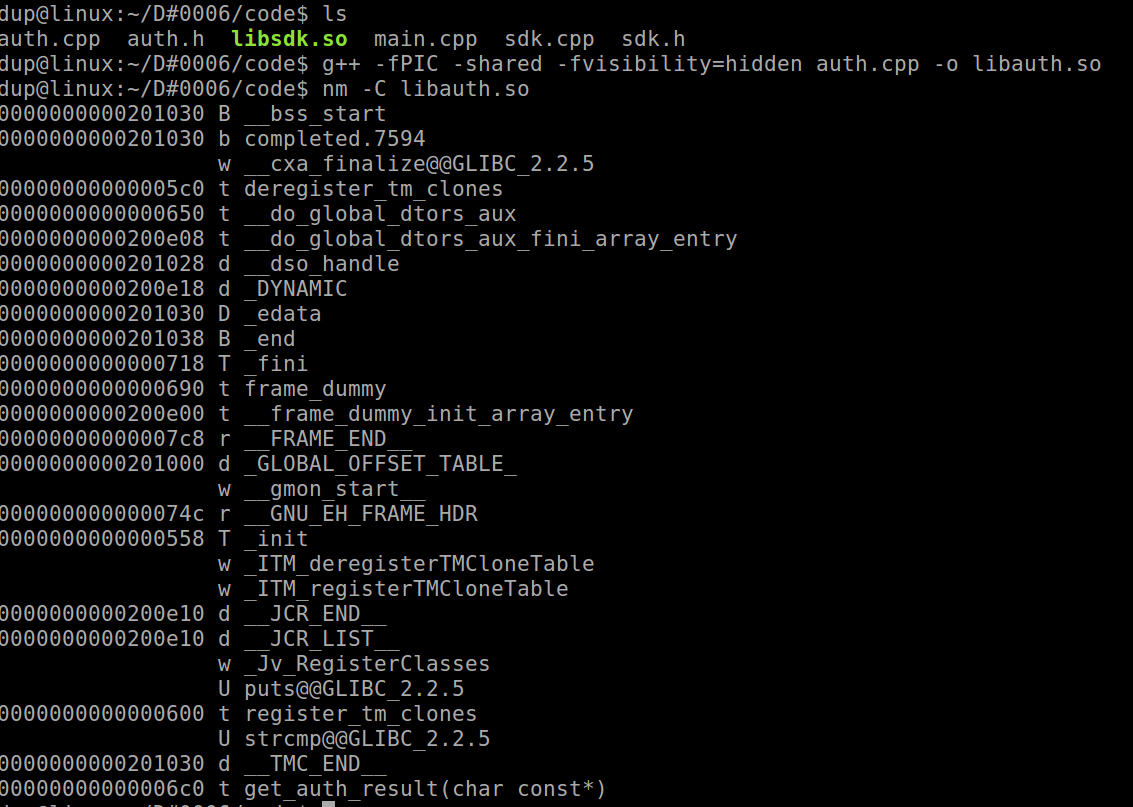 dup@linux:~/D#0006/code$ ls
auth.cpp  auth.h  libsdk.so  main.cpp  sdk.cpp  sdk.h
dup@linux:~/D#0006/code$ g++ -fPIC -shared -fvisibility=hidden auth.cpp -o libauth.so
dup@linux:~/D#0006/code$ nm -C libauth.so
0000000000201030 B __bss_start
0000000000201030 b completed.7594
                 w __cxa_finalize@@GLIBC_2.2.5
00000000000005c0 t deregister_tm_clones
0000000000000650 t __do_global_dtors_aux
0000000000200e08 t __do_global_dtors_aux_fini_array_entry
0000000000201028 d __dso_handle
0000000000200e18 d _DYNAMIC
0000000000201030 D _edata
0000000000201038 B _end
0000000000000718 T _fini
0000000000000690 t frame_dummy
0000000000200e00 t __frame_dummy_init_array_entry
00000000000007c8 r __FRAME_END__
0000000000201000 d _GLOBAL_OFFSET_TABLE_
                 w __gmon_start__
000000000000074c r __GNU_EH_FRAME_HDR
0000000000000558 T _init
                 w _ITM_deregisterTMCloneTable
                 w _ITM_registerTMCloneTable
0000000000200e10 d __JCR_END__
0000000000200e10 d __JCR_LIST__
                 w _Jv_RegisterClasses
                 U puts@@GLIBC_2.2.5
0000000000000600 t register_tm_clones
                 U strcmp@@GLIBC_2.2.5
0000000000201030 d __TMC_END__
00000000000006c0 t get_auth_result(char const*)
dup@linux:~/D#0006/code$